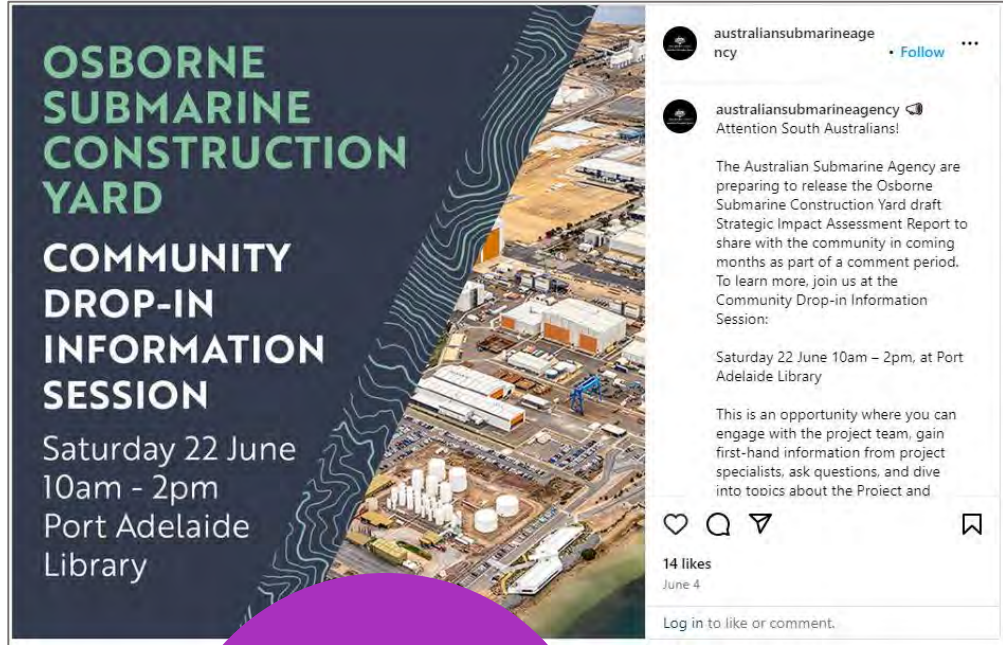 OSBORNE
SUBMARINE
CONSTRUCTION
YARD
COMMUNITY
DROP-IN
INFORMATION
SESSION
Saturday 22 June
10am - 2pm
Port Adelaide
Library
australiansubmarineage
ncy
• Follow
australiansubmarineagency
Attention South Australians!
The Australian Submarine Agency are
preparing to release the Osborne
Submarine Construction Yard draft
Strategic Impact Assessment Report to
share with the community in coming
months as part of a comment period.
To learn more, join us at the
Community Drop-in Information
Session:
Saturday 22 June 10am – 2pm, at Port
Adelaide Library
This is an opportunity where you can
engage with the project team, gain
first-hand information from project
specialists, ask questions, and dive
into topics about the Project and
14 likes
June 4
Log in to like or comment.